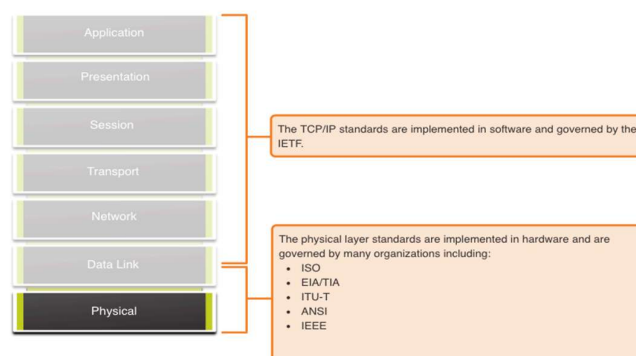 Application
Presentation
Session
Transport
Network
Data Link
Physical
The TCP/IP standards are implemented in software and governed by the
IETF.
The physical layer standards are implemented in hardware and are
governed by many organizations including:
• ISO
• EIA/TIA
• ITU-T
• ANSI
• IEEE